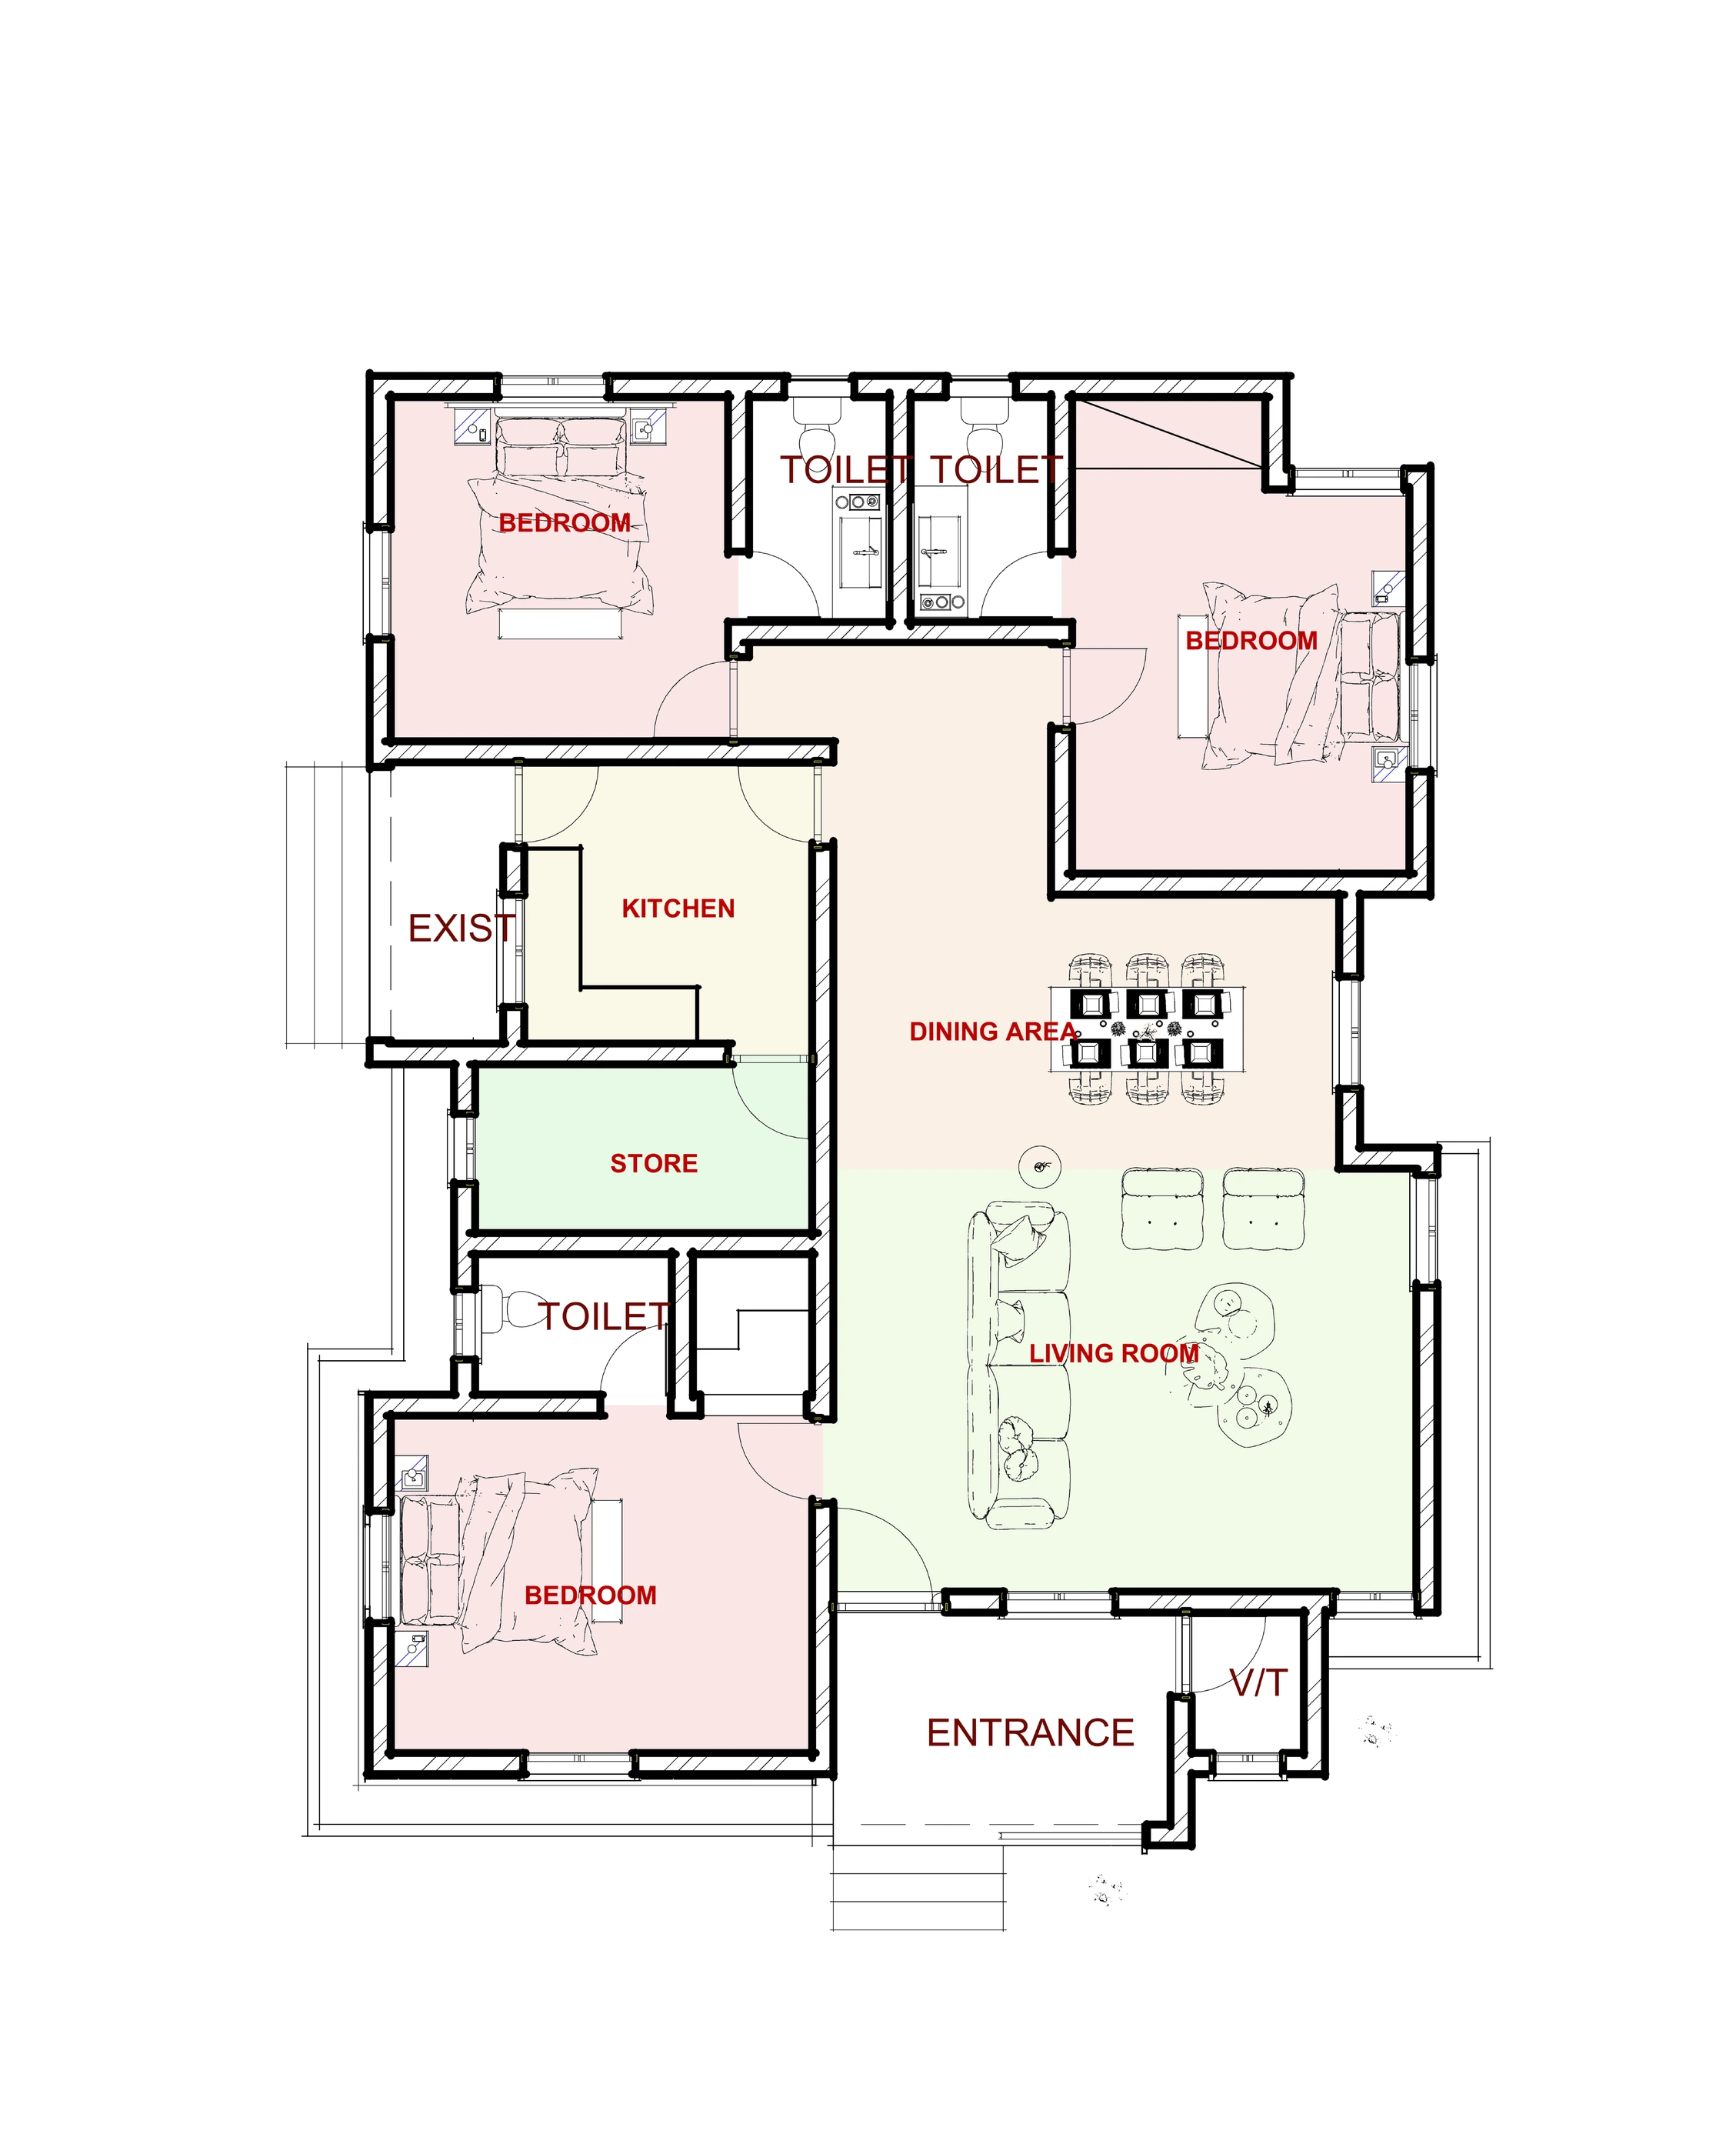 TOILET TOILET
BEDROOM
BEDROOM
KITCHEN
EXIST
DINING AREA
STORE
TOILET
LIVING ROOM
BEDROOM
V/T
ENTRANCE